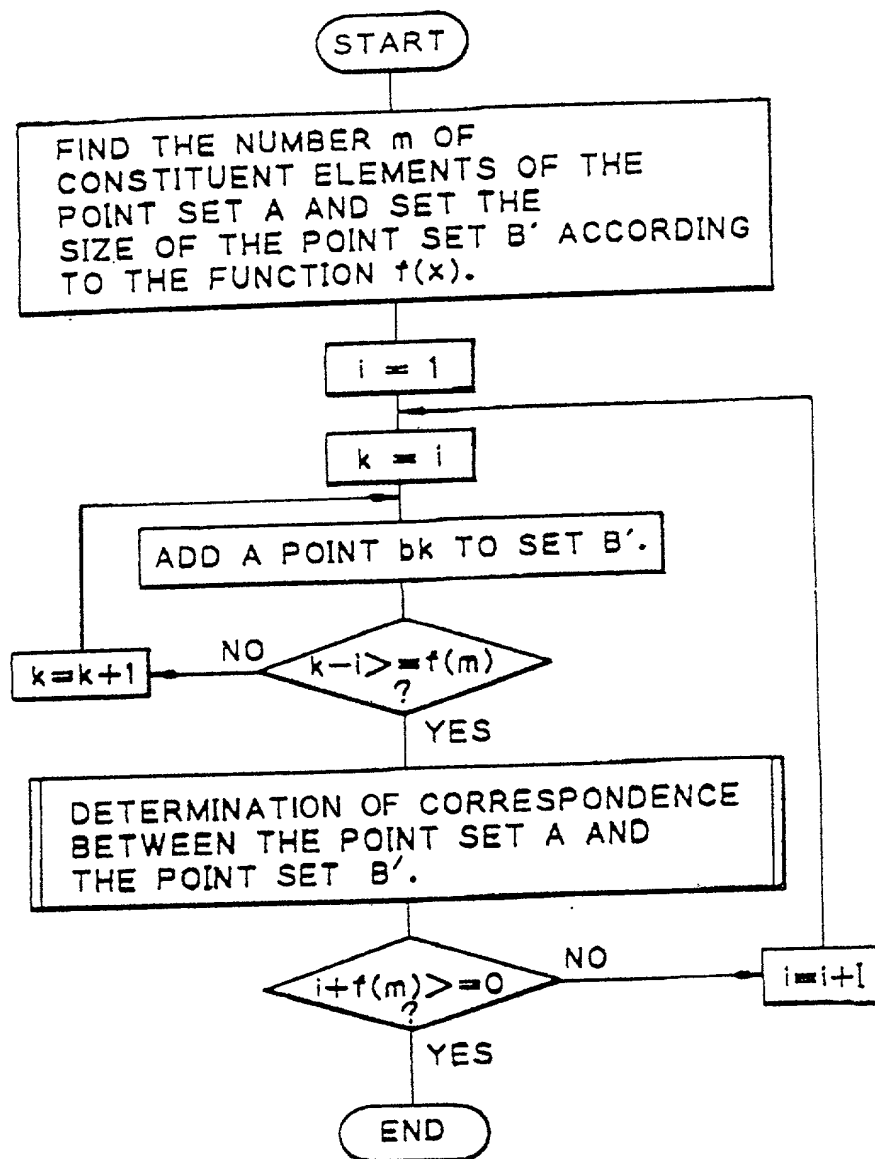 START
FIND THE NUMBER m OF
CONSTITUENT ELEMENTS OF THE
POINT SET A AND SET THE
SIZE OF THE POINT SET B′ ACCORDING
TO THE FUNCTION f(x).
i = 1
k = i
ADD A POINT bk TO SET B′.
k-i>=f(m)
?
NO
k=k+1
YES
DETERMINATION OF CORRESPONDENCE
BETWEEN THE POINT SET A AND
THE POINT SET B′.
i+f(m)>=0
?
NO
i=i+I
YES
END